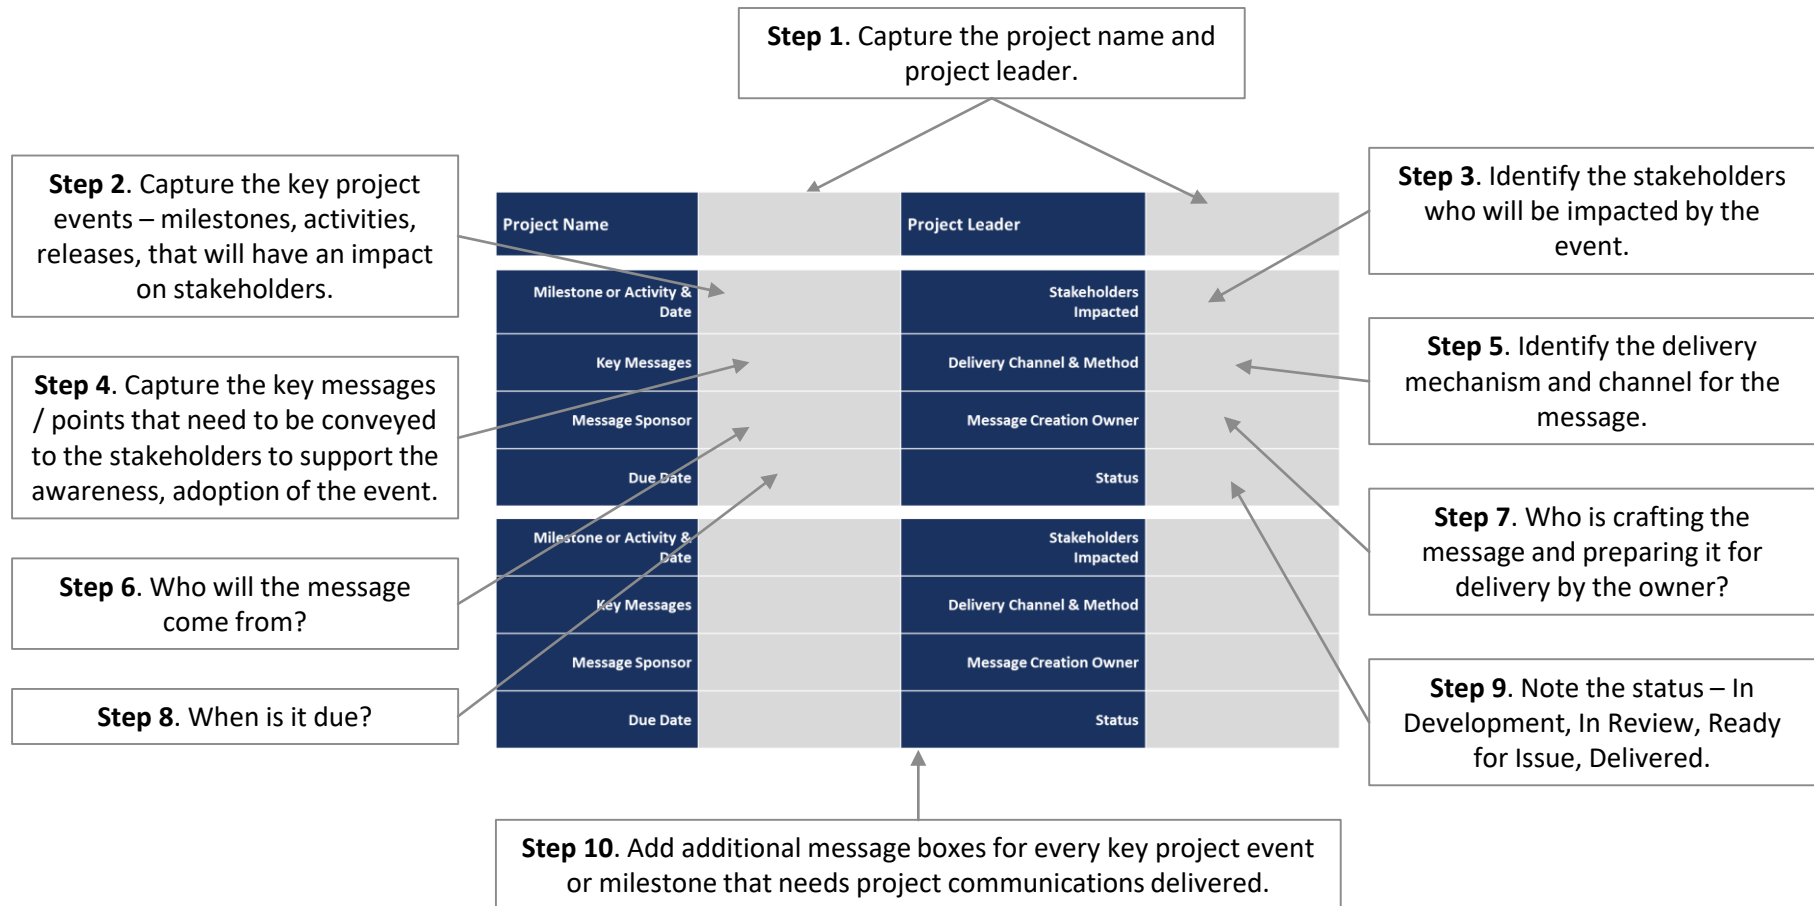 Step 1. Capture the project name and
project leader.
Step 2. Capture the key project
events – milestones, activities,
releases, that will have an impact
on stakeholders.
Step 3. Identify the stakeholders
who will be impacted by the
event.
Project Name
Project Leader
Milestone or Activity &
Date
Stakeholders
Impacted
Key Messages
Delivery Channel & Method
Message Sponsor
Message Creation Owner
Due Date
Status
Step 4. Capture the key messages
/ points that need to be conveyed
to the stakeholders to support the
awareness, adoption of the event.
Step 5. Identify the delivery
mechanism and channel for the
message.
Milestone or Activity &
Date
Stakeholders
Impacted
Key Messages
Delivery Channel & Method
Message Sponsor
Message Creation Owner
Due Date
Status
Step 6. Who will the message
come from?
Step 7. Who is crafting the
message and preparing it for
delivery by the owner?
Step 8. When is it due?
Step 9. Note the status – In
Development, In Review, Ready
for Issue, Delivered.
Step 10. Add additional message boxes for every key project event
or milestone that needs project communications delivered.